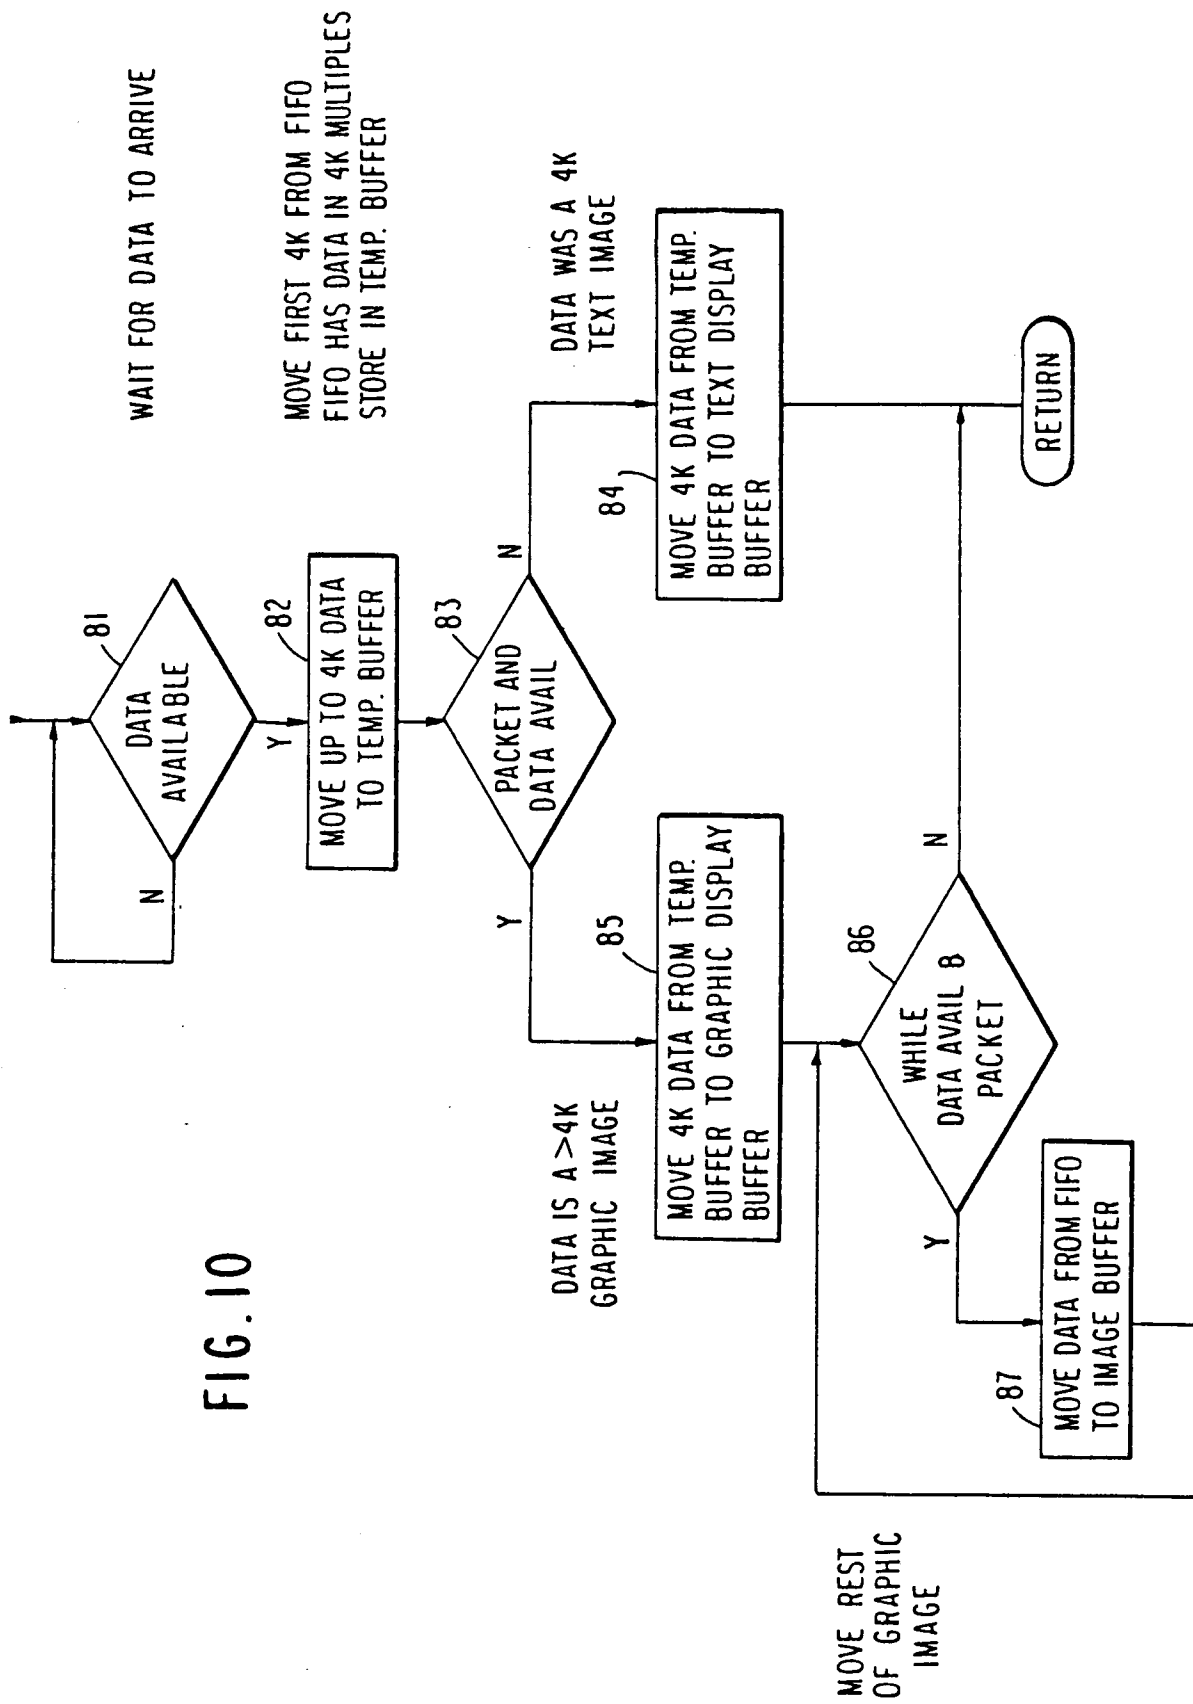 FIG.10
WAIT FOR DATA TO ARRIVE
81
DATA
AVAILABLE
N
Y
MOVE FIRST 4K FROM FIFO
FIFO HAS DATA IN 4K MULTIPLES
STORE IN TEMP. BUFFER
82
MOVE UP TO 4K DATA
TO TEMP. BUFFER
83
PACKET AND
DATA AVAIL
Y
N
DATA IS A >4K
GRAPHIC IMAGE
85
MOVE 4K DATA FROM TEMP.
BUFFER TO GRAPHIC DISPLAY
BUFFER
DATA WAS A 4K
TEXT IMAGE
84
MOVE 4K DATA FROM TEMP.
BUFFER TO TEXT DISPLAY
BUFFER
MOVE REST
OF GRAPHIC
IMAGE
86
WHILE
DATA AVAIL B
PACKET
Y
N
87
MOVE DATA FROM FIFO
TO IMAGE BUFFER
RETURN